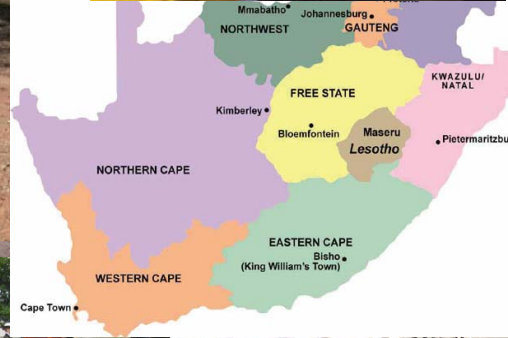 Mmabatho
Johannesburg
NORTHWEST
GAUTENG
KWAZULU/
NATAL
FREE STATE
Kimberley
Bloemfontein
Maseru
Lesotho
Pietermaritzbu
NORTHERN CAPE
EASTERN CAPE
Bisho
(King William's Town)
WESTERN CAPE
Cape Town